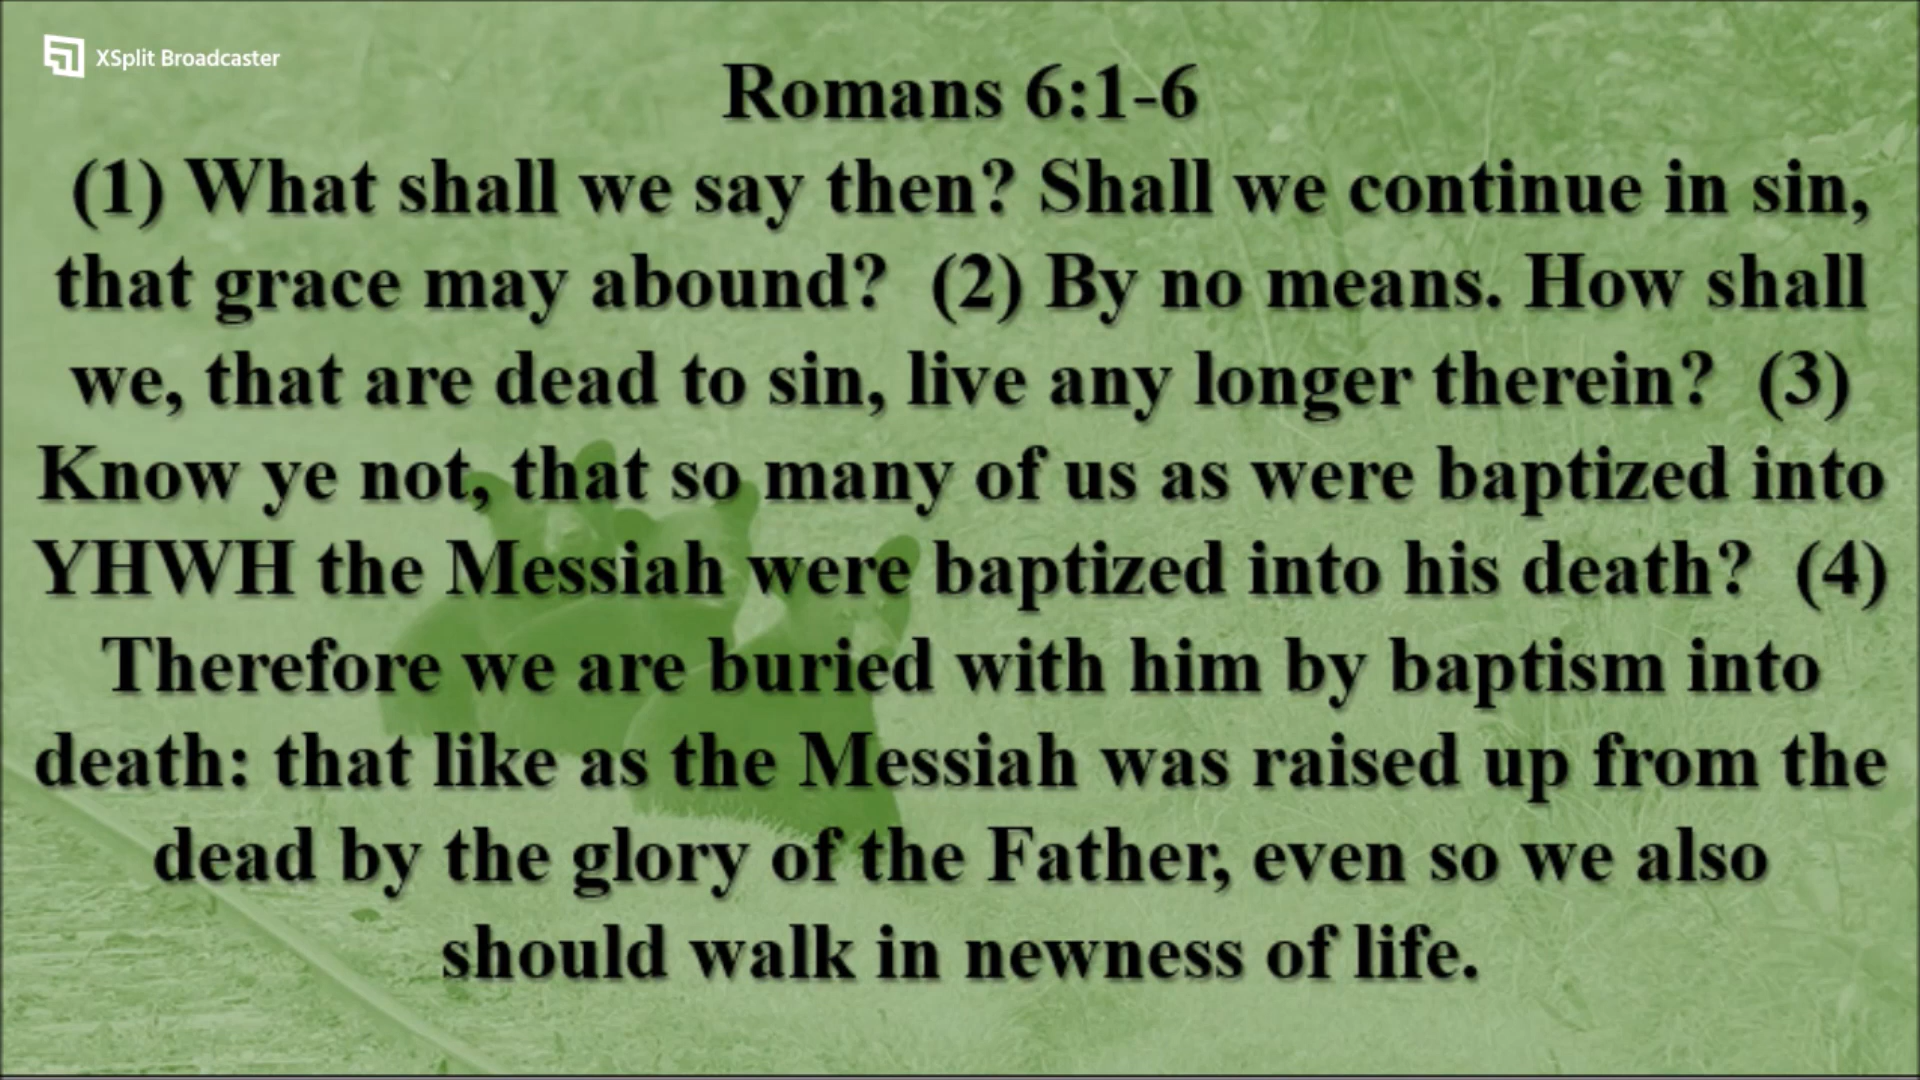 XSplit Broadcaster
Romans 6:1-6
(1) What shall we say then? Shall we continue in sin,
that grace may abound?  (2) By no means. How shall
we, that are dead to sin, live any longer therein?  (3)
Know ye not, that so many of us as were baptized into
YHWH the Messiah were baptized into his death?  (4)
Therefore we are buried with him by baptism into
death: that like as the Messiah was raised up from the
dead by the glory of the Father, even so we also
should walk in newness of life.